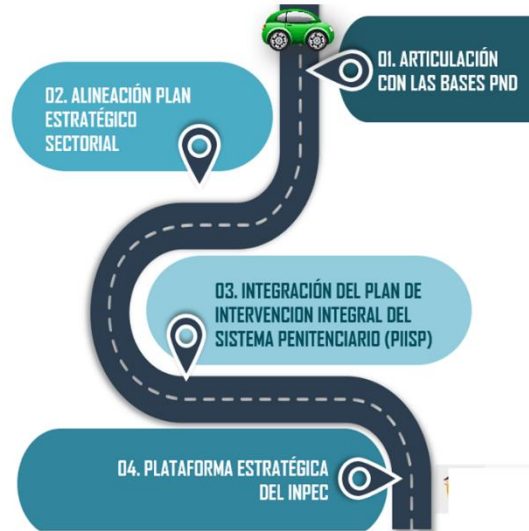 01. ARTICULACIÓN
CON LAS BASES PND
02. ALINEACIÓN PLAN
ESTRATÉGICO
SECTORIAL
03. INTEGRACIÓN DEL PLAN DE
INTERVENCION INTEGRAL DEL
SISTEMA PENITENCIARIO (PIISP)
04. PLATAFORMA ESTRATÉGICA
DEL INPEC